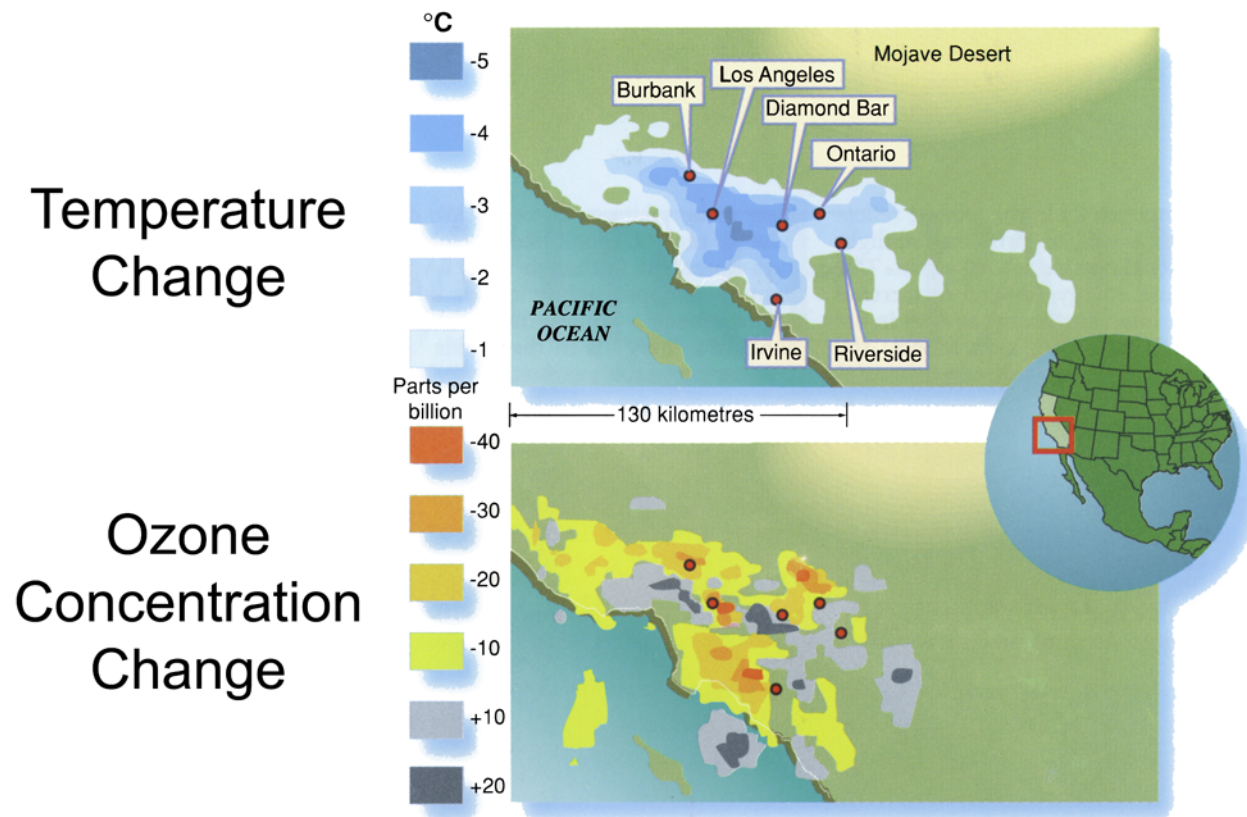 °C
-5
-4
-3
-2
-1
Temperature
Change
Mojave Desert
Los Angeles
Burbank
Diamond Bar
Ontario
PACIFIC
OCEAN
Irvine
Riverside
130 kilometres
Parts per
billion
-40
-30
-20
-10
+10
+20
Ozone
Concentration
Change